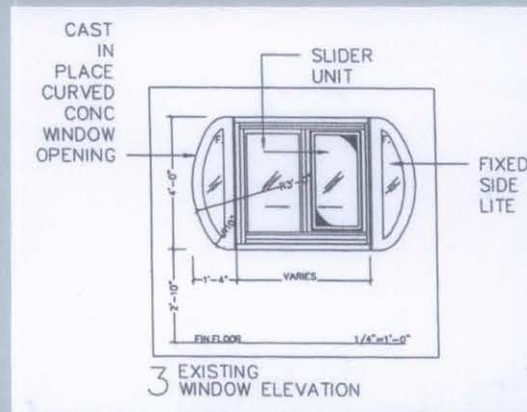 CAST
IN
PLACE
CURVED
CONC
WINDOW
OPENING
SLIDER
UNIT
FIXED
SIDE
LITE
4'-0"
2'-10"
1'-4"
VARIES
FIN.FLOOR
1/4"=1'-0"
3 EXISTING
WINDOW ELEVATION